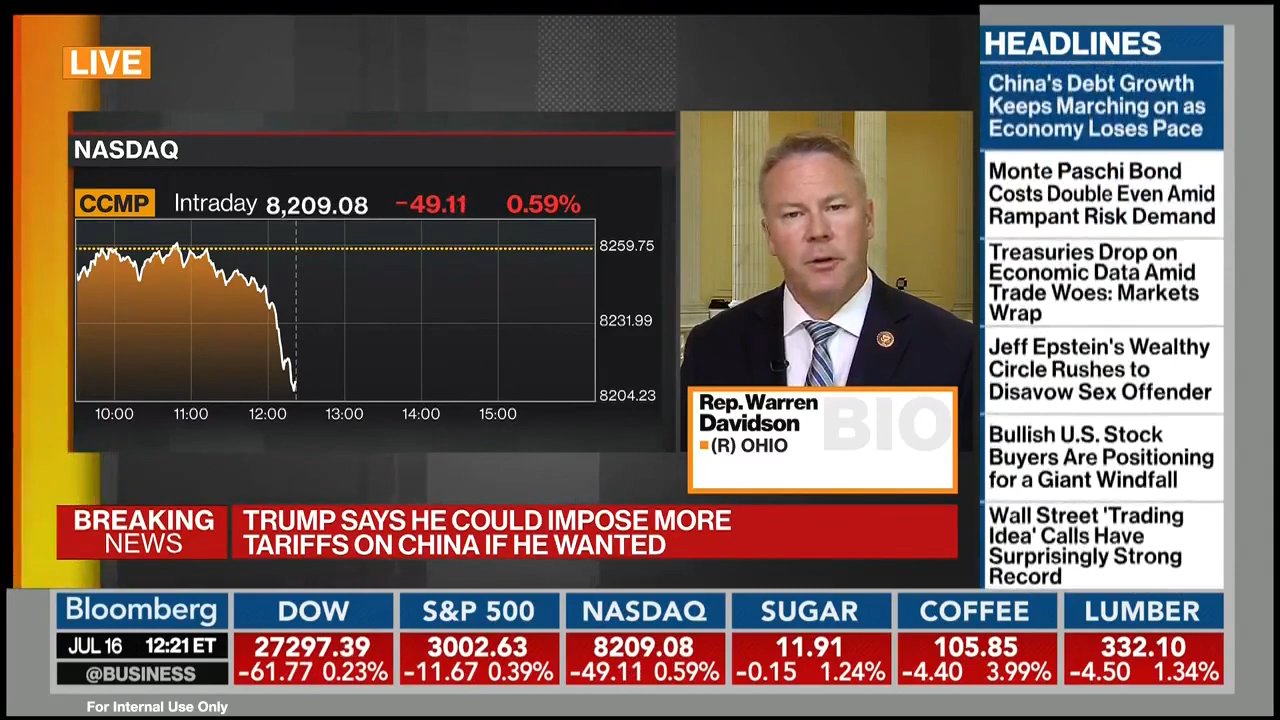 LIVE
NASDAQ
CCMP Intraday 8,209.08 −49.11 0.59%
8259.75
8231.99
8204.23
10:00 11:00 12:00 13:00 14:00 15:00
Rep. Warren
Davidson
(R) OHIO
BIO
BREAKING
NEWS
TRUMP SAYS HE COULD IMPOSE MORE
TARIFFS ON CHINA IF HE WANTED
HEADLINES
China's Debt Growth
Keeps Marching on as
Economy Loses Pace
Monte Paschi Bond
Costs Double Even Amid
Rampant Risk Demand
Treasuries Drop on
Economic Data Amid
Trade Woes: Markets
Wrap
Jeff Epstein's Wealthy
Circle Rushes to
Disavow Sex Offender
Bullish U.S. Stock
Buyers Are Positioning
for a Giant Windfall
Wall Street 'Trading
Idea' Calls Have
Surprisingly Strong
Record
Bloomberg
JUL 16 12:21 ET
@BUSINESS
DOW
27297.39
−61.77 0.23%
S&P 500
3002.63
−11.67 0.39%
NASDAQ
8209.08
−49.11 0.59%
SUGAR
11.91
−0.15 1.24%
COFFEE
105.85
−4.40 3.99%
LUMBER
332.10
−4.50 1.34%
For Internal Use Only